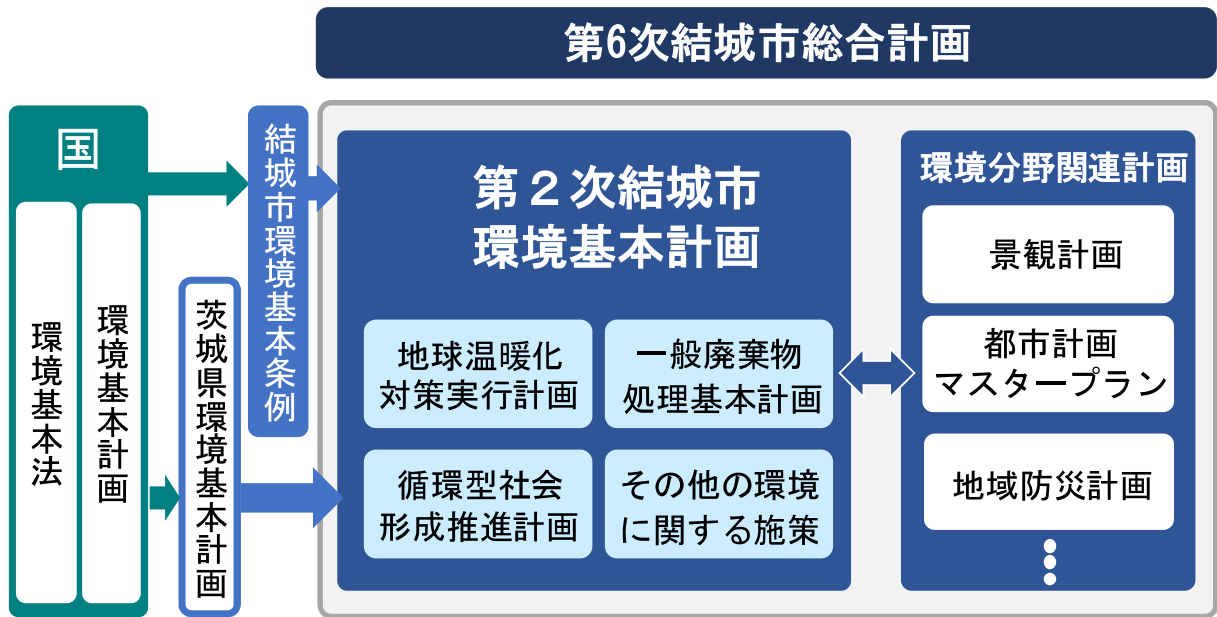 第6次結城市総合計画
国
環境基本法
環境基本計画
茨城県環境基本計画
結城市環境基本条例
第２次結城市
環境基本計画
地球温暖化
対策実行計画
一般廃棄物
処理基本計画
循環型社会
形成推進計画
その他の環境
に関する施策
環境分野関連計画
景観計画
都市計画
マスタープラン
地域防災計画